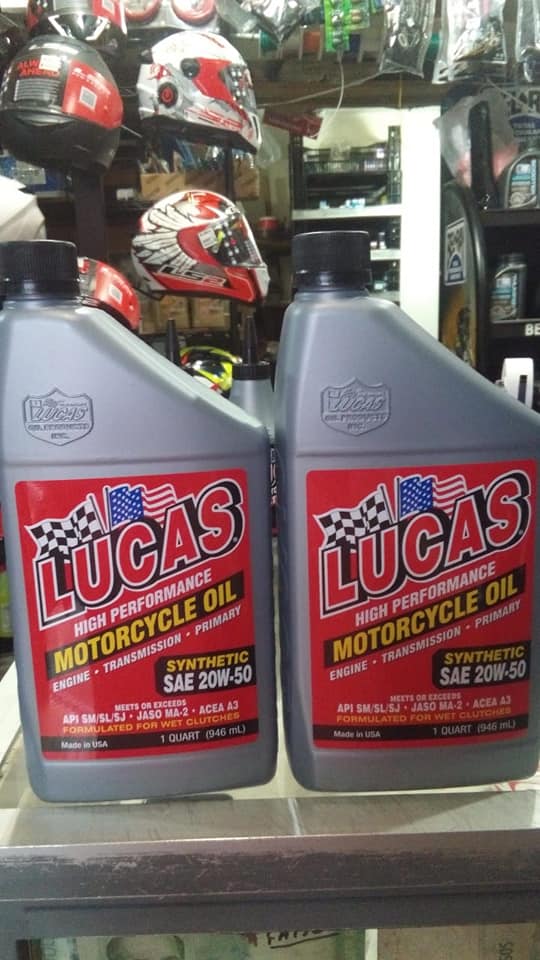 ALWAYS
AHEAD
LS2
BE
LUCAS
OIL PRODUCTS
INC.
LUCAS
HIGH PERFORMANCE
MOTORCYCLE OIL
ENGINE • TRANSMISSION • PRIMARY
SYNTHETIC
SAE 20W-50
MEETS OR EXCEEDS
API SM/SL/SJ • JASO MA-2 • ACEA A3
FORMULATED FOR WET CLUTCHES
Made in USA
1 QUART (946 mL)
LUCAS
OIL PRODUCTS
INC.
LUCAS
HIGH PERFORMANCE
MOTORCYCLE OIL
ENGINE • TRANSMISSION • PRIMARY
SYNTHETIC
SAE 20W-50
MEETS OR EXCEEDS
API SM/SL/SJ • JASO MA-2 • ACEA A3
FORMULATED FOR WET CLUTCHES
Made in USA
1 QUART (946 mL)